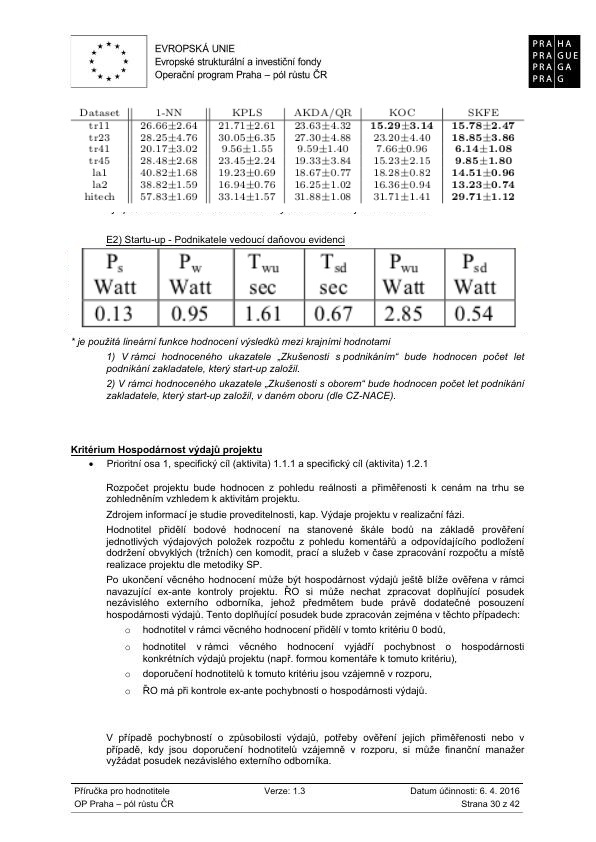 EVROPSKÁ UNIE
Evropské strukturální a investiční fondy
Operační program Praha – pól růstu ČR
PRA HA
PRA GUE
PRA GA
PRA G
Dataset 1-NN KPLS AKDA/QR KOC SKFE
tr11 26.66±2.64 21.71±2.61 23.63±4.32 15.29±3.14 15.78±2.47
tr23 28.25±4.76 30.05±6.35 27.30±4.88 23.20±4.40 18.85±3.86
tr41 20.17±3.02 9.56±1.55 9.59±1.40 7.66±0.96 6.14±1.08
tr45 28.48±2.68 23.45±2.24 19.33±3.84 15.23±2.15 9.85±1.80
la1 40.82±1.68 19.23±0.69 18.67±0.77 18.28±0.82 14.51±0.96
la2 38.82±1.59 16.94±0.76 16.25±1.02 16.36±0.94 13.23±0.74
hitech 57.83±1.69 33.14±1.57 31.88±1.08 31.71±1.41 29.71±1.12
E2) Startu-up - Podnikatele vedoucí daňovou evidenci
Ps Pw Twu Tsd Pwu Psd
Watt Watt sec sec Watt Watt
0.13 0.95 1.61 0.67 2.85 0.54
* je použitá lineární funkce hodnocení výsledků mezi krajními hodnotami
1) V rámci hodnoceného ukazatele „Zkušenosti s podnikáním“ bude hodnocen počet let
podnikání zakladatele, který start-up založil.
2) V rámci hodnoceného ukazatele „Zkušenosti s oborem“ bude hodnocen počet let podnikání
zakladatele, který start-up založil, v daném oboru (dle CZ-NACE).
Kritérium Hospodárnost výdajů projektu
• Prioritní osa 1, specifický cíl (aktivita) 1.1.1 a specifický cíl (aktivita) 1.2.1
Rozpočet projektu bude hodnocen z pohledu reálnosti a přiměřenosti k cenám na trhu se
zohledněním vzhledem k aktivitám projektu.
Zdrojem informací je studie proveditelnosti, kap. Výdaje projektu v realizační fázi.
Hodnotitel přidělí bodové hodnocení na stanovené škále bodů na základě prověření
jednotlivých výdajových položek rozpočtu z pohledu komentářů a odpovídajícího podložení
dodržení obvyklých (tržních) cen komodit, prací a služeb v čase zpracování rozpočtu a místě
realizace projektu dle metodiky SP.
Po ukončení věcného hodnocení může být hospodárnost výdajů ještě blíže ověřena v rámci
navazující ex-ante kontroly projektu. ŘO si může nechat zpracovat doplňující posudek
nezávislého externího odborníka, jehož předmětem bude právě dodatečné posouzení
hospodárnosti výdajů. Tento doplňující posudek bude zpracován zejména v těchto případech:
o hodnotitel v rámci věcného hodnocení přidělí v tomto kritériu 0 bodů,
o hodnotitel v rámci věcného hodnocení vyjádří pochybnost o hospodárnosti
konkrétních výdajů projektu (např. formou komentáře k tomuto kritériu),
o doporučení hodnotitelů k tomuto kritériu jsou vzájemně v rozporu,
o ŘO má při kontrole ex-ante pochybnosti o hospodárnosti výdajů.
V případě pochybností o způsobilosti výdajů, potřeby ověření jejich přiměřenosti nebo v
případě, kdy jsou doporučení hodnotitelů vzájemně v rozporu, si může finanční manažer
vyžádat posudek nezávislého externího odborníka.
Příručka pro hodnotitele Verze: 1.3 Datum účinnosti: 6. 4. 2016
OP Praha – pól růstu ČR Strana 30 z 42